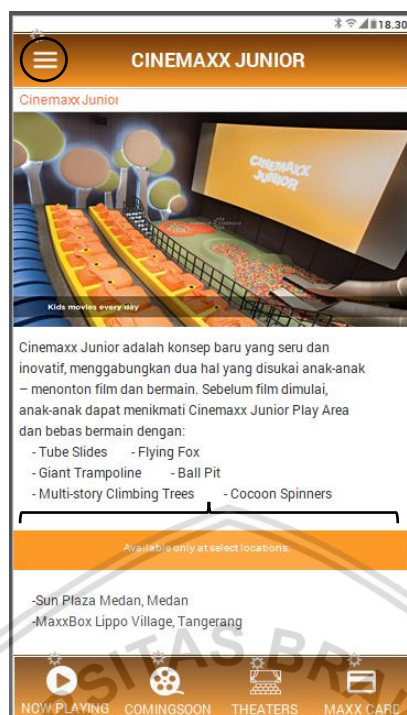 18.30
CINEMAXX JUNIOR
Cinemaxx Junior
CINEMAXX
JUNIOR
Kids movies every day
Cinemaxx Junior adalah konsep baru yang seru dan
inovatif, menggabungkan dua hal yang disukai anak-anak
– menonton film dan bermain. Sebelum film dimulai,
anak-anak dapat menikmati Cinemaxx Junior Play Area
dan bebas bermain dengan:
- Tube Slides - Flying Fox
- Giant Trampoline - Ball Pit
- Multi-story Climbing Trees - Cocoon Spinners
Available only at select locations.
-Sun Plaza Medan, Medan
-MaxxBox Lippo Village, Tangerang
SITAS BRA
NOW PLAYING COMINGSOON THEATERS MAXX CARD